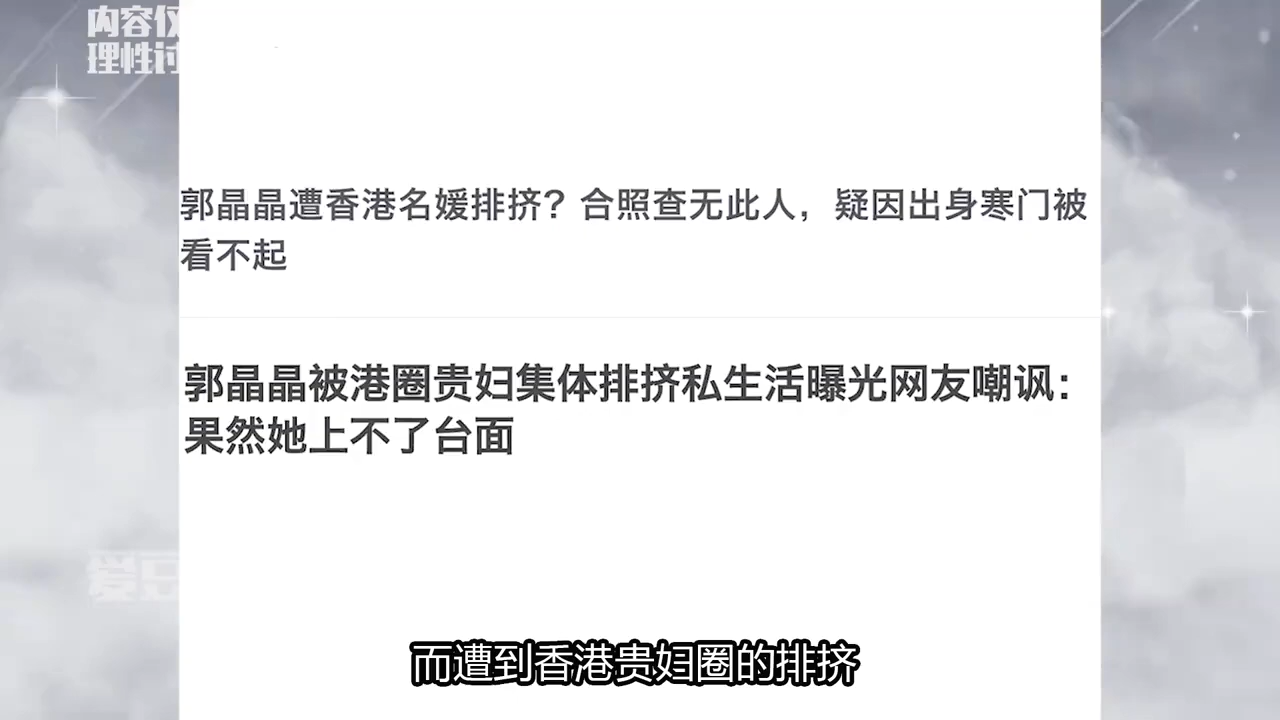 内容仅
理性讨
郭晶晶遭香港名媛排挤？合照查无此人，疑因出身寒门被
看不起
郭晶晶被港圈贵妇集体排挤私生活曝光网友嘲讽：
果然她上不了台面
爱豆
而遭到香港贵妇圈的排挤